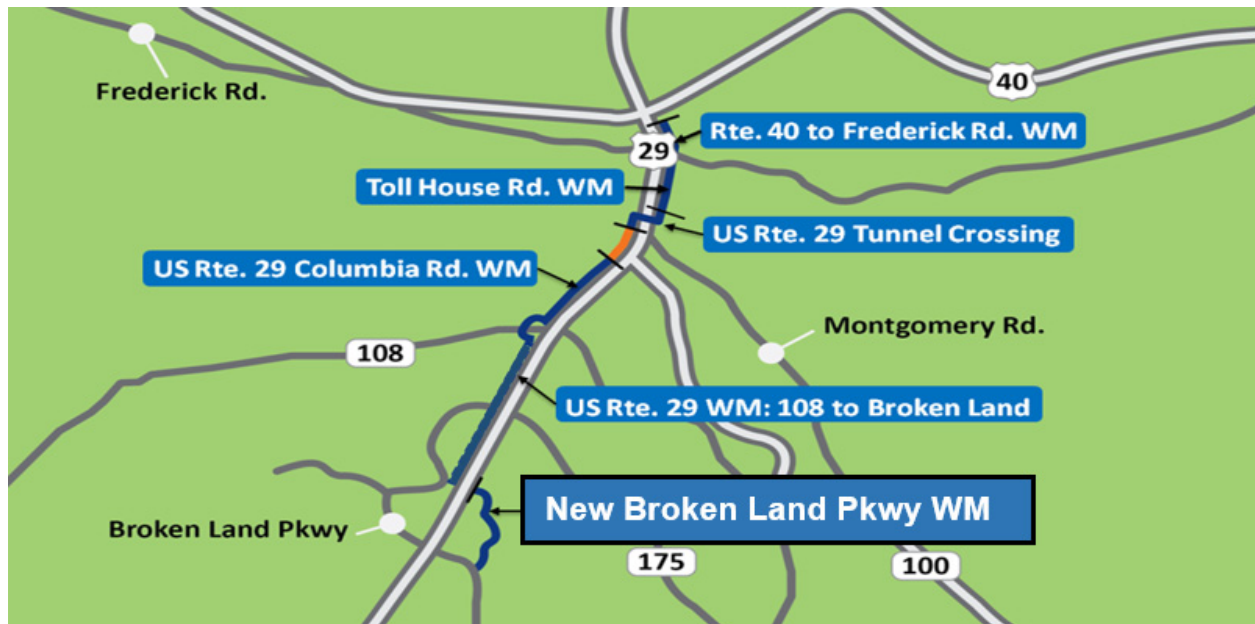 Frederick Rd.
40
Rte. 40 to Frederick Rd. WM
29
Toll House Rd. WM
US Rte. 29 Tunnel Crossing
US Rte. 29 Columbia Rd. WM
Montgomery Rd.
108
US Rte. 29 WM: 108 to Broken Land
New Broken Land Pkwy WM
Broken Land Pkwy
175
100